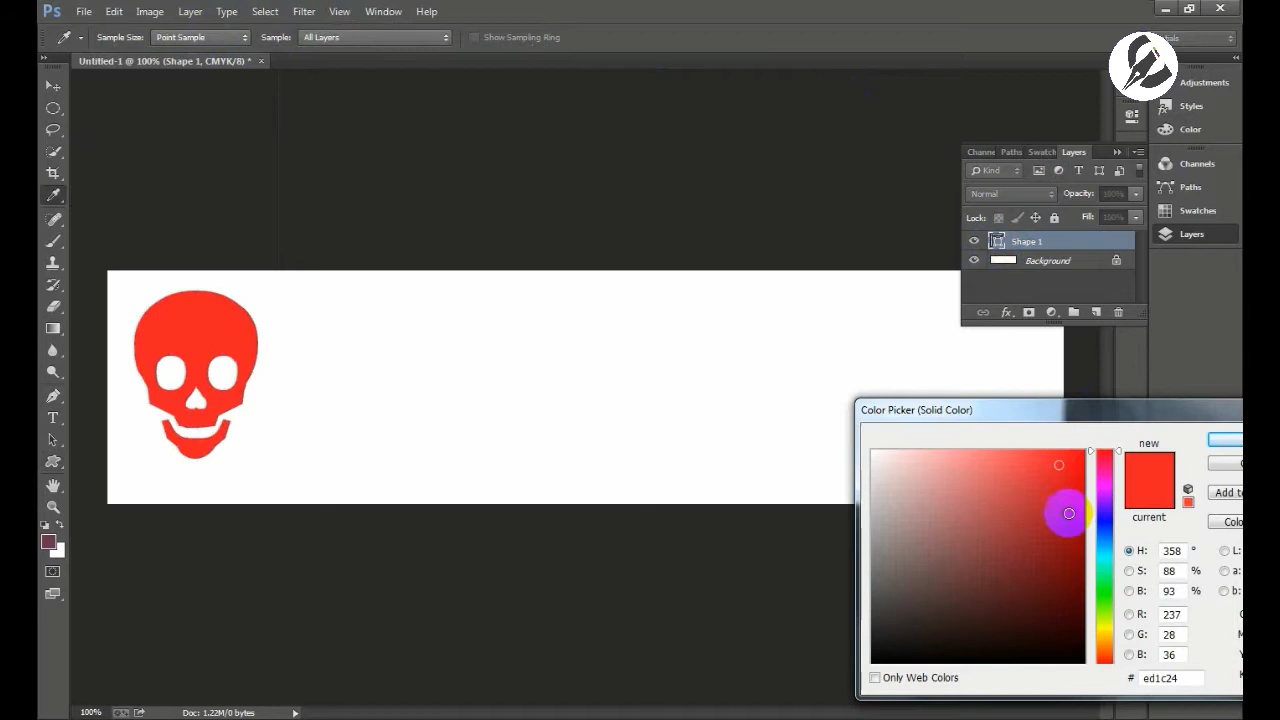 Ps File Edit Image Layer Type Select Filter View Window Help
Sample Size: Point Sample Sample: All Layers Show Sampling Ring
Untitled-1 @ 100% (Shape 1, CMYK/8) *
Adjustments
Styles
Color
Channels
Paths
Swatches
Layers
Channe Paths Swatch Layers
Kind
Normal Opacity: 100%
Lock: Fill: 100%
Shape 1
Background
Color Picker (Solid Color)
new
current
Add to
Colo
H: 358 °
S: 88 %
B: 93 %
R: 237
G: 28
B: 36
L:
a:
b:
# ed1c24
Only Web Colors
100% Doc: 1.22M/0 bytes